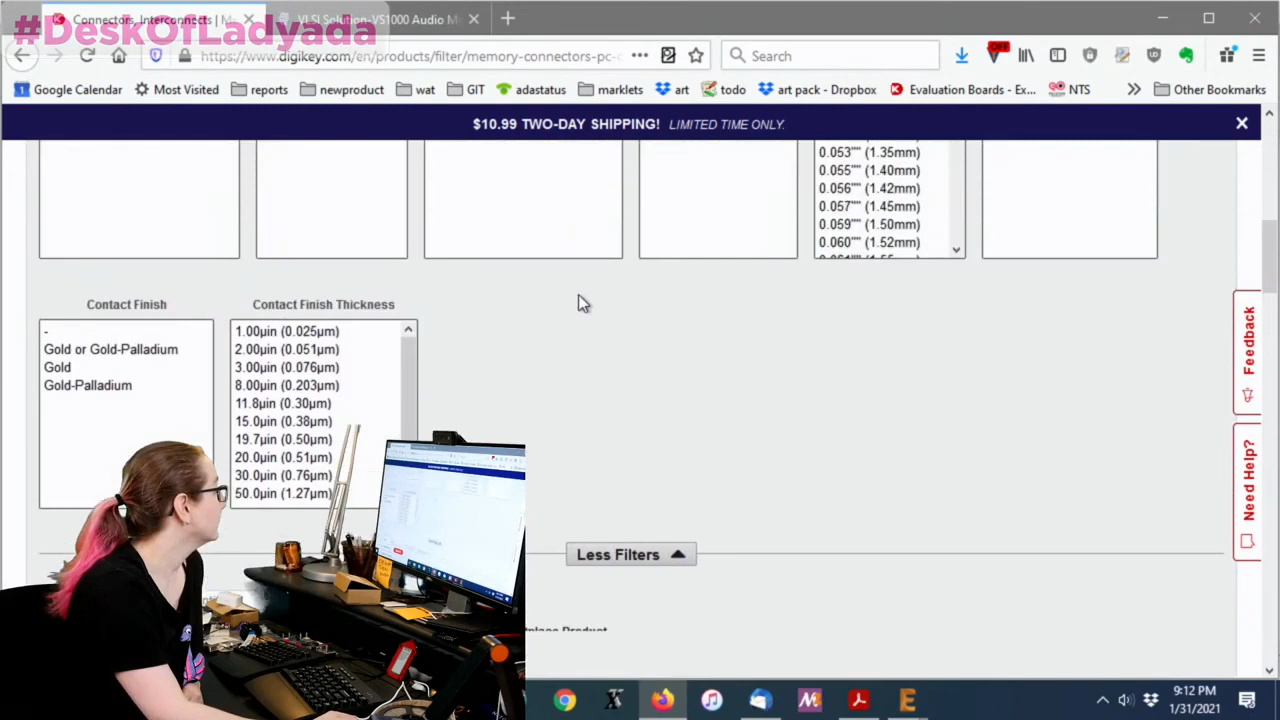 #DeskOfLadyada
Connectors, Interconnects | M
VLSI Solution-VS1000 Audio M
https://www.digikey.com/en/products/filter/memory-connectors-pc-c
Search
OFF
Google Calendar
Most Visited
reports
newproduct
wat
GIT
adastatus
marklets
art
todo
art pack - Dropbox
Evaluation Boards - Ex...
NTS
Other Bookmarks
$10.99 TWO-DAY SHIPPING! LIMITED TIME ONLY.
0.053"" (1.35mm)
0.055"" (1.40mm)
0.056"" (1.42mm)
0.057"" (1.45mm)
0.059"" (1.50mm)
0.060"" (1.52mm)
Contact Finish
-
Gold or Gold-Palladium
Gold
Gold-Palladium
Contact Finish Thickness
1.00µin (0.025µm)
2.00µin (0.051µm)
3.00µin (0.076µm)
8.00µin (0.203µm)
11.8µin (0.30µm)
15.0µin (0.38µm)
19.7µin (0.50µm)
20.0µin (0.51µm)
30.0µin (0.76µm)
50.0µin (1.27µm)
Less Filters
Product
Feedback
Need Help?
9:12 PM
1/31/2021